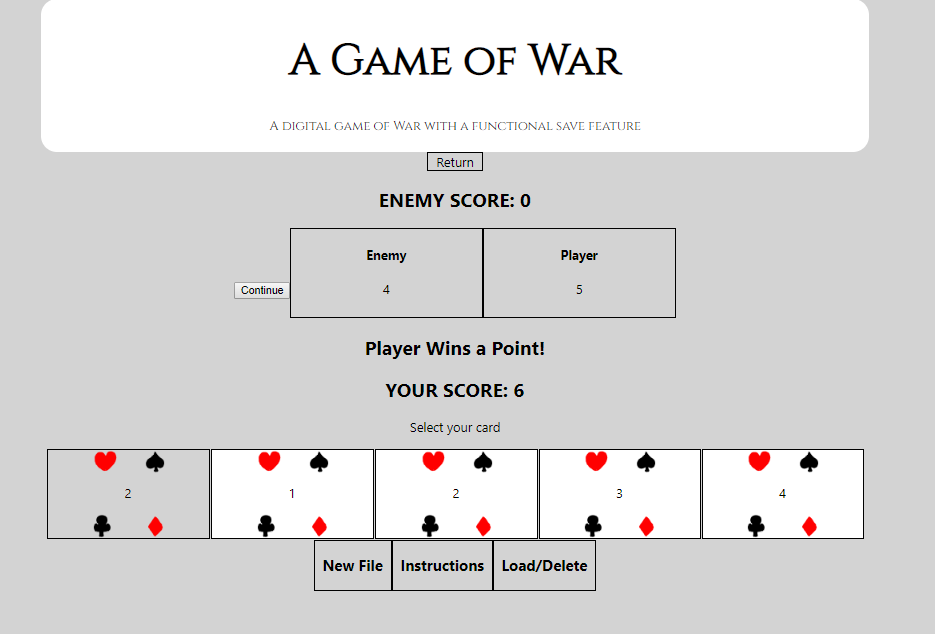 A Game of War
A digital game of War with a functional save feature
Return
ENEMY SCORE: 0
Enemy Player
Continue 4 5
Player Wins a Point!
YOUR SCORE: 6
Select your card
2 1 2 3 4
New File Instructions Load/Delete